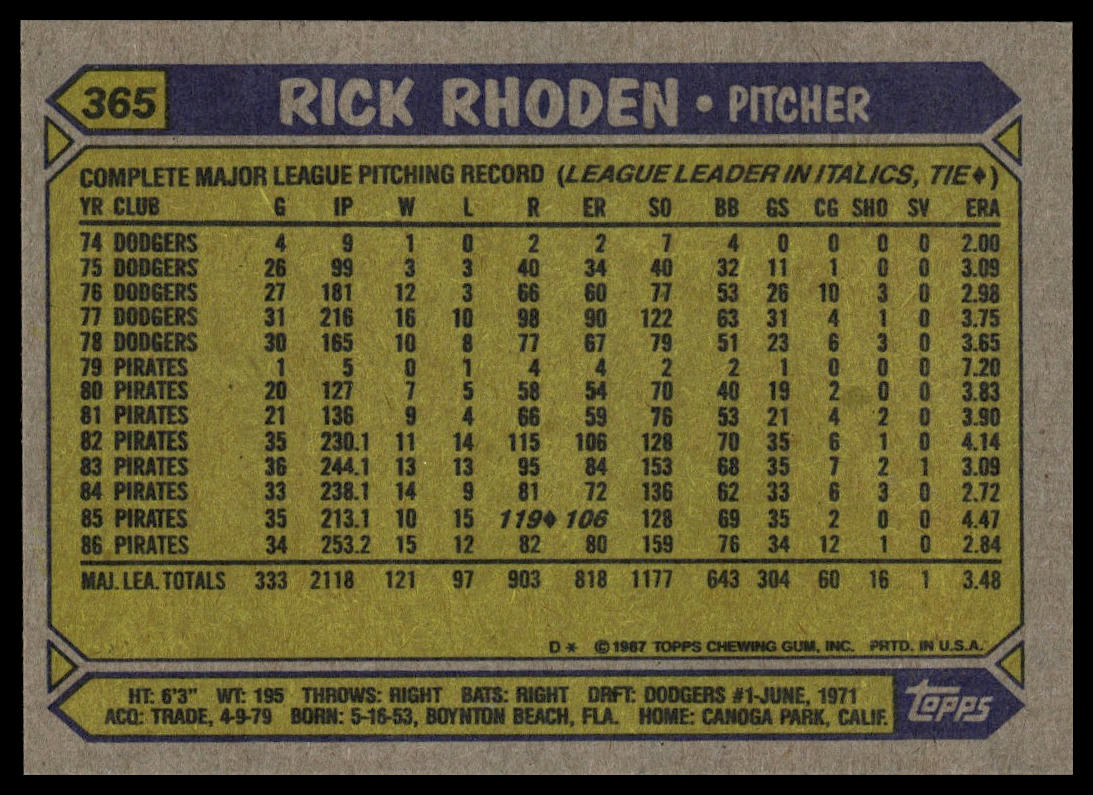 365 RICK RHODEN • PITCHER
COMPLETE MAJOR LEAGUE PITCHING RECORD (LEAGUE LEADER IN ITALICS, TIE♦)
YR CLUB G IP W L R ER SO BB GS CG SHO SV ERA
74 DODGERS 4 9 1 0 2 2 7 4 0 0 0 0 2.00
75 DODGERS 26 99 3 3 40 34 40 32 11 1 0 0 3.09
76 DODGERS 27 181 12 3 66 60 77 53 26 10 3 0 2.98
77 DODGERS 31 216 16 10 98 90 122 63 31 4 1 0 3.75
78 DODGERS 30 165 10 8 77 67 79 51 23 6 3 0 3.65
79 PIRATES 1 5 0 1 4 4 2 2 1 0 0 0 7.20
80 PIRATES 20 127 7 5 58 54 70 40 19 2 0 0 3.83
81 PIRATES 21 136 9 4 66 59 76 53 21 4 2 0 3.90
82 PIRATES 35 230.1 11 14 115 106 128 70 35 6 1 0 4.14
83 PIRATES 36 244.1 13 13 95 84 153 68 35 7 2 1 3.09
84 PIRATES 33 238.1 14 9 81 72 136 62 33 6 3 0 2.72
85 PIRATES 35 213.1 10 15 119♦ 106 128 69 35 2 0 0 4.47
86 PIRATES 34 253.2 15 12 82 80 159 76 34 12 1 0 2.84
MAJ. LEA. TOTALS 333 2118 121 97 903 818 1177 643 304 60 16 1 3.48
D* © 1987 TOPPS CHEWING GUM, INC. PRTD. IN U.S.A.
HT: 6'3" WT: 195 THROWS: RIGHT BATS: RIGHT DRFT: DODGERS #1-JUNE, 1971
ACQ: TRADE, 4-9-79 BORN: 5-16-53, BOYNTON BEACH, FLA. HOME: CANOGA PARK, CALIF.
TOPPS